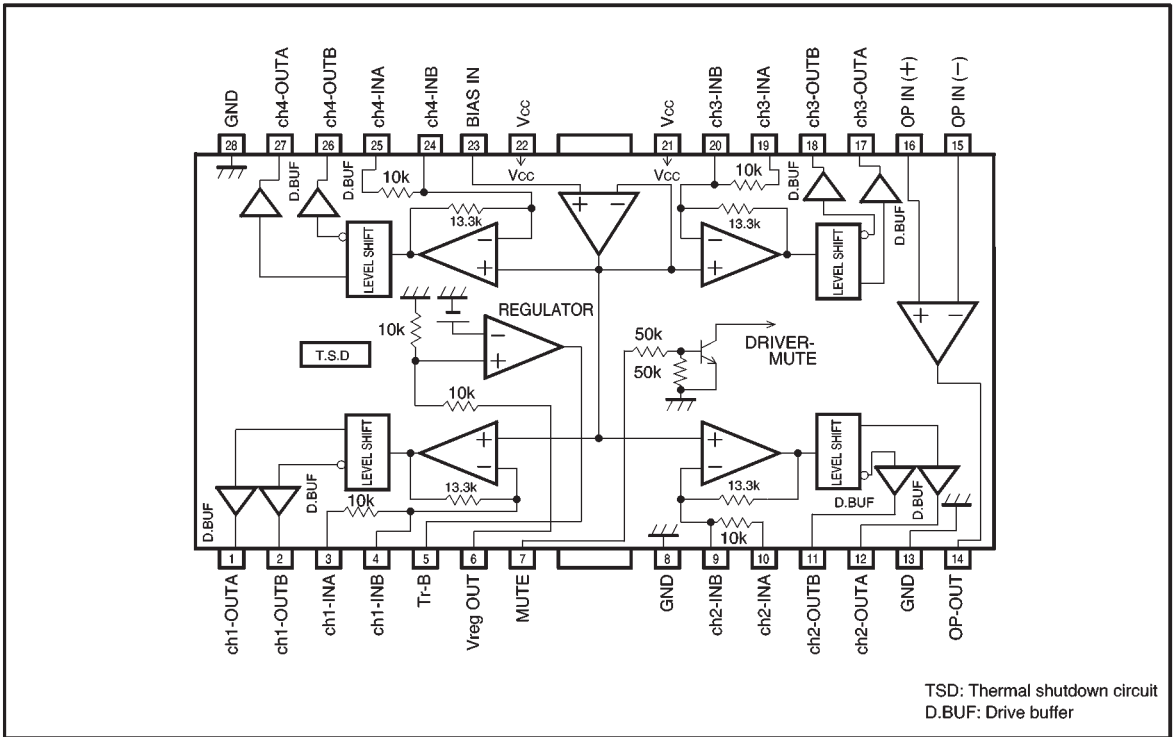 GND
ch4-OUTA
ch4-OUTB
ch4-INA
ch4-INB
BIAS IN
Vcc
Vcc
ch3-INB
ch3-INA
ch3-OUTB
ch3-OUTA
OP IN (+)
OP IN (−)
28
27
26
25
24
23
22
21
20
19
18
17
16
15
D.BUF
D.BUF
10k
Vcc
Vcc
10k
D.BUF
D.BUF
13.3k
13.3k
+
−
−
+
−
+
+
−
LEVEL SHIFT
LEVEL SHIFT
REGULATOR
10k
−
+
T.S.D
10k
50k
50k
DRIVER-
MUTE
LEVEL SHIFT
+
−
+
−
LEVEL SHIFT
13.3k
13.3k
D.BUF
D.BUF
10k
10k
D.BUF
D.BUF
1
2
3
4
5
6
7
8
9
10
11
12
13
14
ch1-OUTA
ch1-OUTB
ch1-INA
ch1-INB
Tr-B
Vreg OUT
MUTE
GND
ch2-INB
ch2-INA
ch2-OUTB
ch2-OUTA
GND
OP-OUT
TSD: Thermal shutdown circuit
D.BUF: Drive buffer